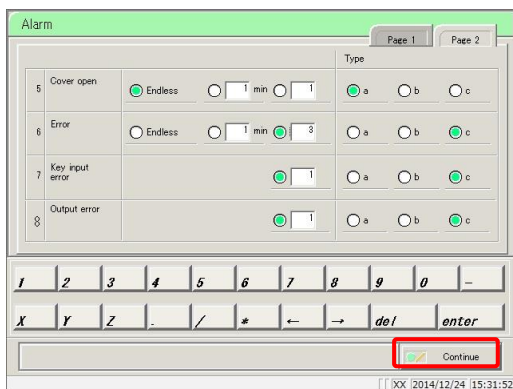 Alarm
Page 1 Page 2
Type
5 Cover open Endless 1 min 1 a b c
6 Error Endless 1 min 3 a b c
7 Key input error 1 a b c
8 Output error 1 a b c
1 2 3 4 5 6 7 8 9 0 -
X Y Z . / * ← → del enter
Continue
XX 2014/12/24 15:31:52